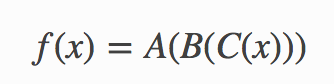 f(x) = A(B(C(x)))